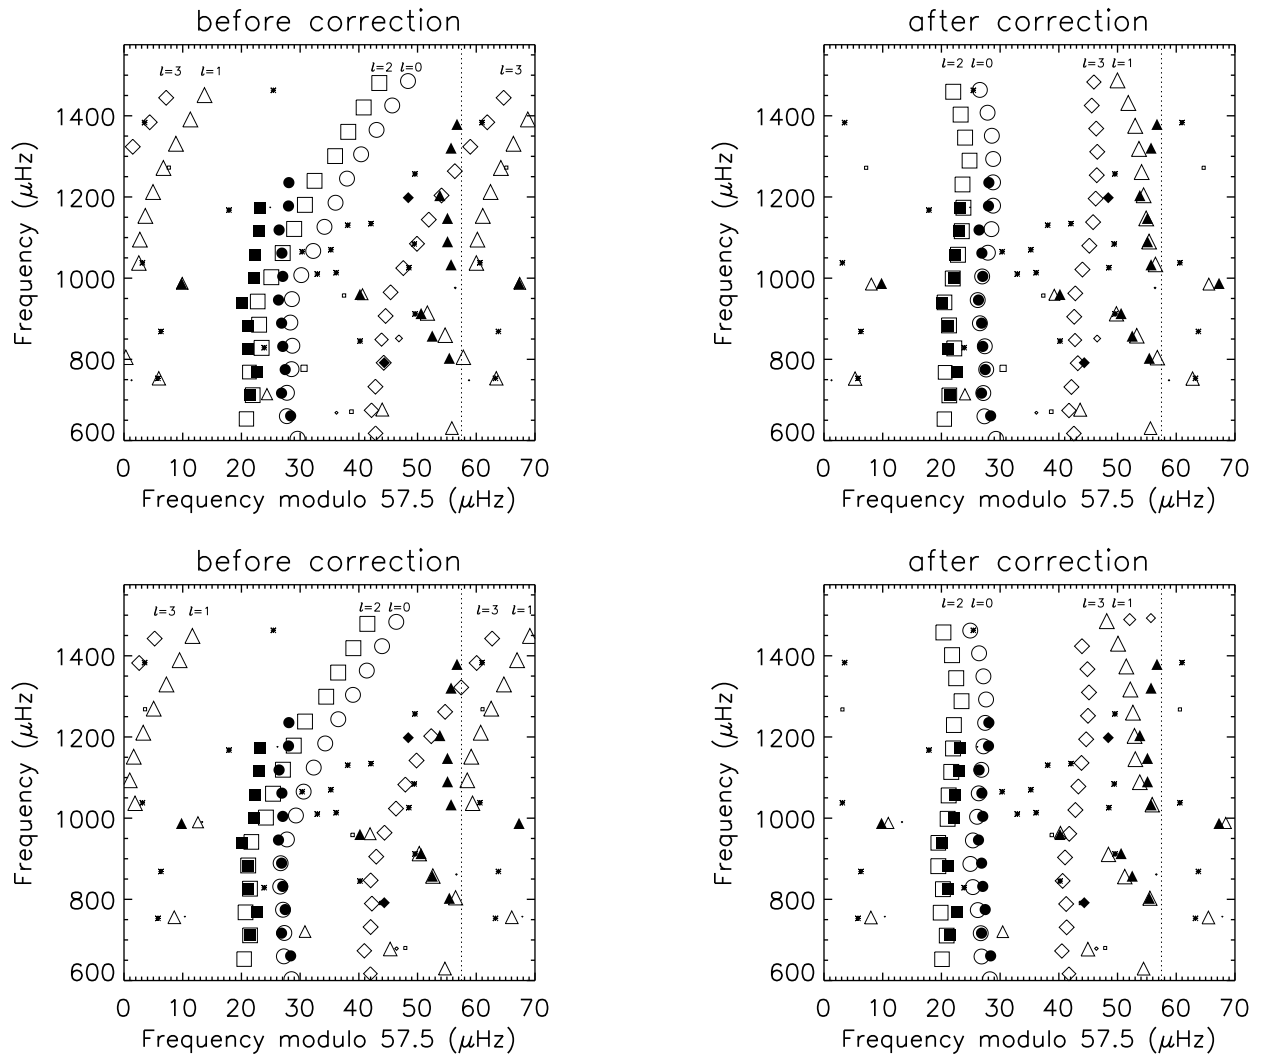 before correction
after correction
l=3 l=1 l=2 l=0 l=3
l=2 l=0 l=3 l=1
Frequency (μHz)
1400
1200
1000
800
600
0 10 20 30 40 50 60 70
Frequency modulo 57.5 (μHz)
Frequency (μHz)
1400
1200
1000
800
600
0 10 20 30 40 50 60 70
Frequency modulo 57.5 (μHz)
before correction
after correction
l=3 l=1 l=2 l=0 l=3 l=1
l=2 l=0 l=3 l=1
Frequency (μHz)
1400
1200
1000
800
600
0 10 20 30 40 50 60 70
Frequency modulo 57.5 (μHz)
Frequency (μHz)
1400
1200
1000
800
600
0 10 20 30 40 50 60 70
Frequency modulo 57.5 (μHz)